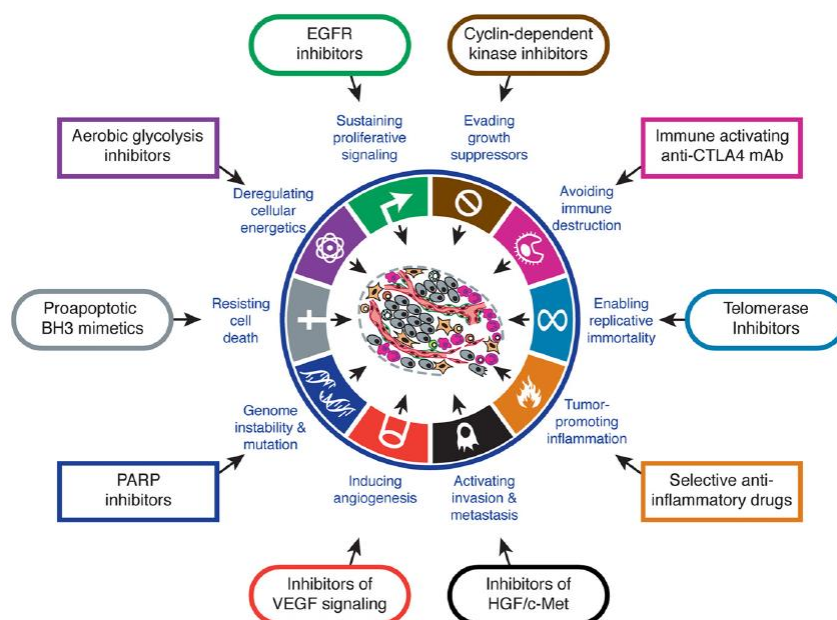 EGFR
inhibitors
Cyclin-dependent
kinase inhibitors
Sustaining
proliferative
signaling
Evading
growth
suppressors
Aerobic glycolysis
inhibitors
Immune activating
anti-CTLA4 mAb
Deregulating
cellular
energetics
Avoiding
immune
destruction
Proapoptotic
BH3 mimetics
Resisting
cell
death
Enabling
replicative
immortality
Telomerase
Inhibitors
Genome
instability &
mutation
Tumor-
promoting
inflammation
PARP
inhibitors
Inducing
angiogenesis
Activating
invasion &
metastasis
Selective anti-
inflammatory drugs
Inhibitors of
VEGF signaling
Inhibitors of
HGF/c-Met